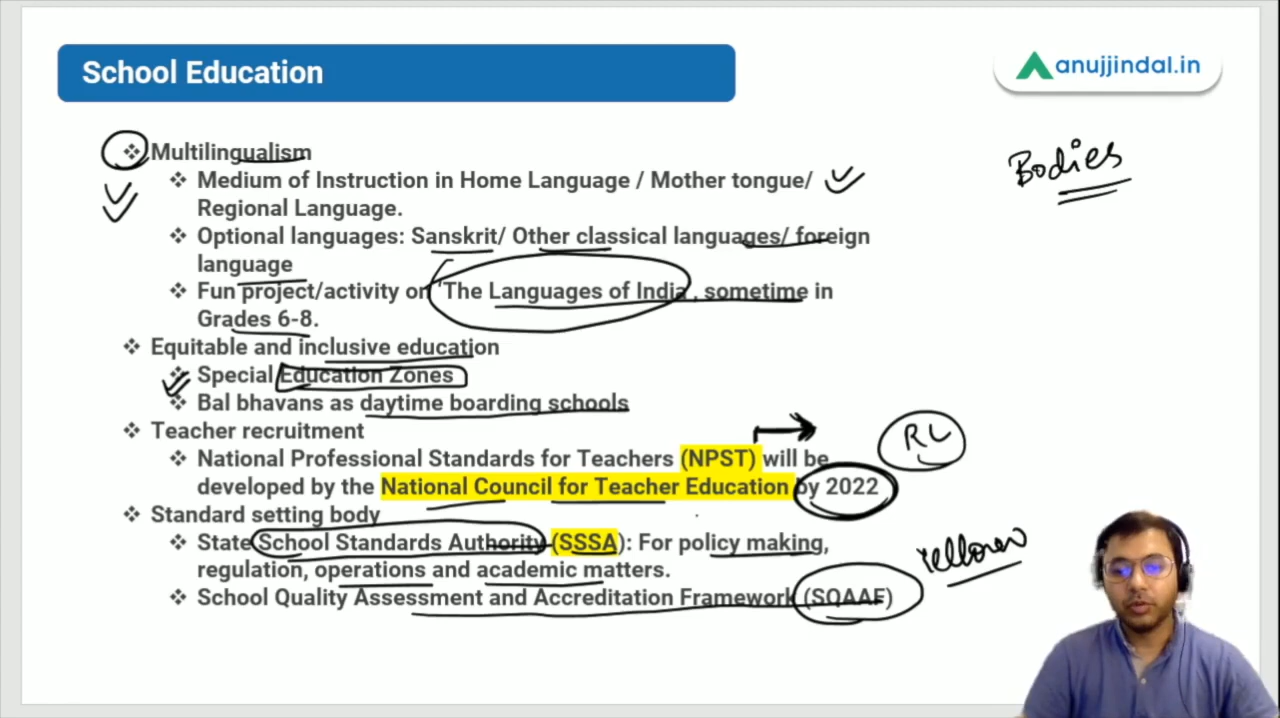 School Education
anujjindal.in
❖ Multilingualism
❖ Medium of Instruction in Home Language / Mother tongue/
Regional Language.
❖ Optional languages: Sanskrit/ Other classical languages/ foreign
language
❖ Fun project/activity on 'The Languages of India', sometime in
Grades 6-8.
❖ Equitable and inclusive education
❖ Special Education Zones
❖ Bal bhavans as daytime boarding schools
❖ Teacher recruitment
❖ National Professional Standards for Teachers (NPST) will be
developed by the National Council for Teacher Education by 2022
❖ Standard setting body
❖ State School Standards Authority (SSSA): For policy making,
regulation, operations and academic matters.
❖ School Quality Assessment and Accreditation Framework (SQAAF)
Bodies